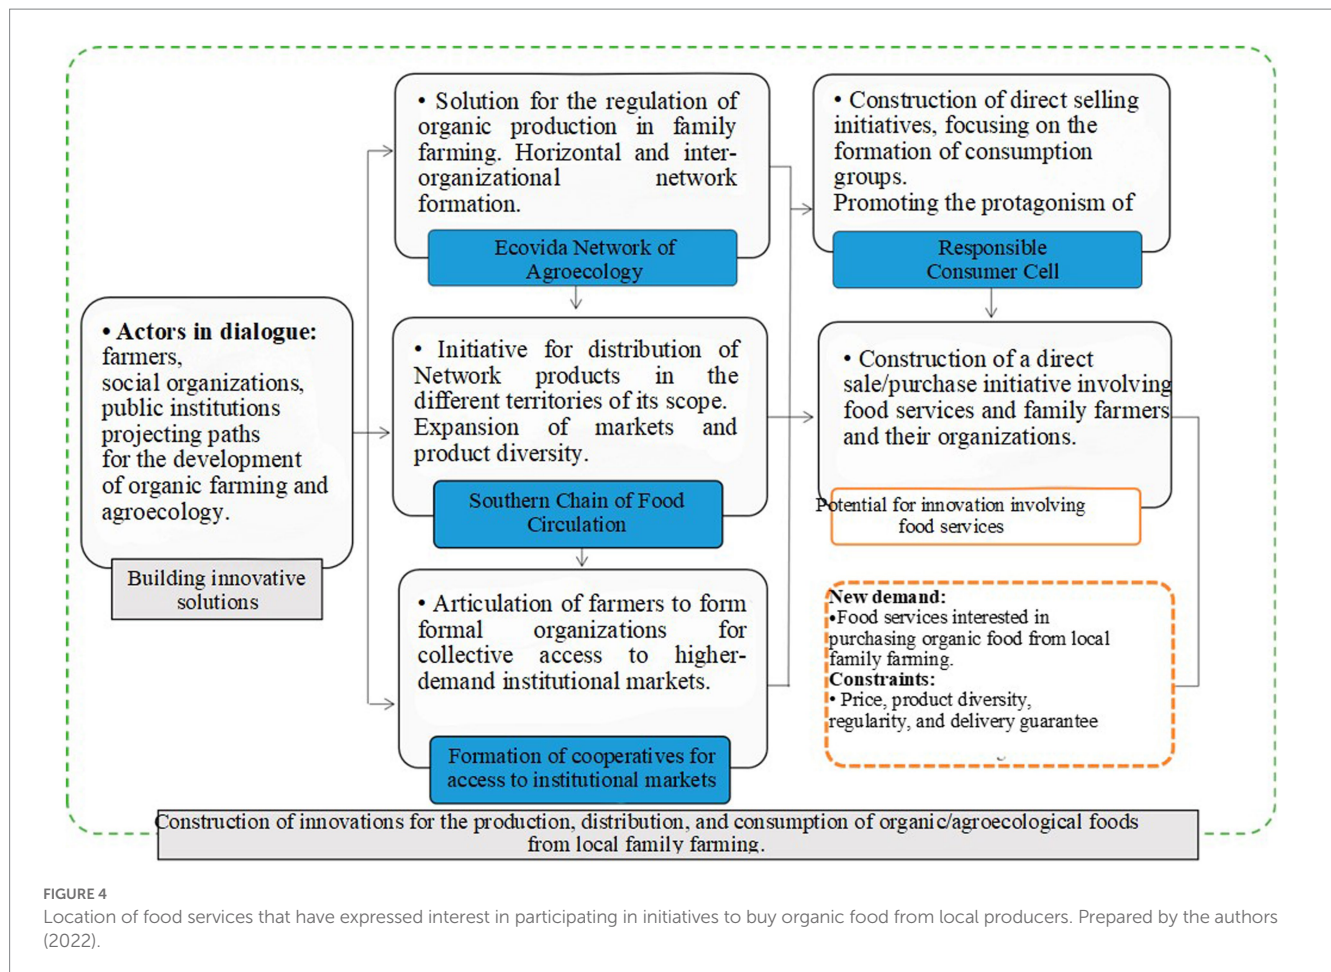 • Actors in dialogue:
farmers,
social organizations,
public institutions
projecting paths
for the development
of organic farming and
agroecology.
Building innovative
solutions
• Solution for the regulation of
organic production in family
farming. Horizontal and inter-
organizational network
formation.
Ecovida Network of
Agroecology
• Initiative for distribution of
Network products in the
different territories of its scope.
Expansion of markets and
product diversity.
Southern Chain of Food
Circulation
• Articulation of farmers to form
formal organizations for
collective access to higher-
demand institutional markets.
Formation of cooperatives for
access to institutional markets
• Construction of direct selling
initiatives, focusing on the
formation of consumption
groups.
Promoting the protagonism of
Responsible
Consumer Cell
• Construction of a direct
sale/purchase initiative involving
food services and family farmers
and their organizations.
Potential for innovation involving
food services
New demand:
•Food services interested in
purchasing organic food from local
family farming.
Constraints:
• Price, product diversity,
regularity, and delivery guarantee
Construction of innovations for the production, distribution, and consumption of organic/agroecological foods
from local family farming.
FIGURE 4
Location of food services that have expressed interest in participating in initiatives to buy organic food from local producers. Prepared by the authors
(2022).